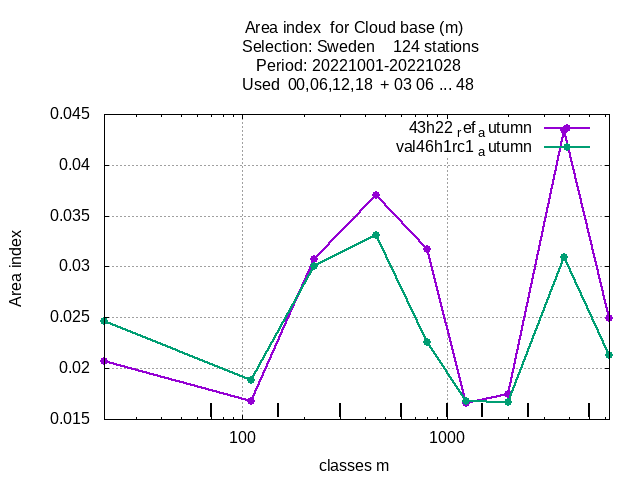 Area index  for Cloud base (m)
Selection: Sweden    124 stations
Period: 20221001-20221028
Used  00,06,12,18  + 03 06 ... 48
0.045
43h22 ref autumn
val46h1rc1 autumn
0.04
0.035
0.03
0.025
0.02
0.015
Area index
100
1000
classes m